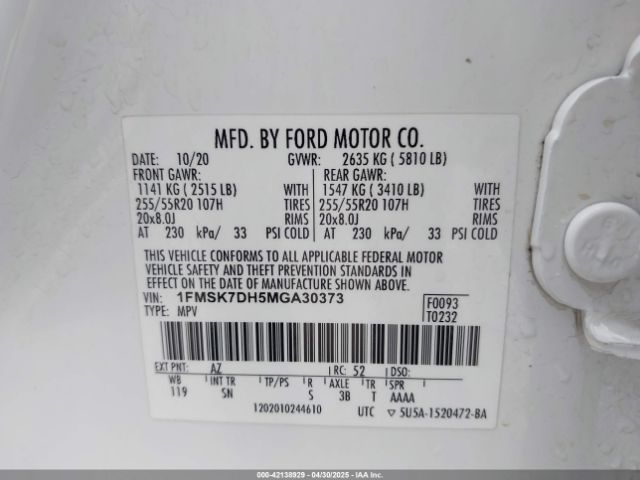 MFD. BY FORD MOTOR CO.
DATE: 10/20 GVWR: 2635 KG ( 5810 LB)
FRONT GAWR: REAR GAWR:
1141 KG ( 2515 LB) WITH 1547 KG ( 3410 LB) WITH
255/55R20 107H TIRES 255/55R20 107H TIRES
20x8.0J RIMS 20x8.0J RIMS
AT 230 kPa/ 33 PSI COLD AT 230 kPa/ 33 PSI COLD
THIS VEHICLE CONFORMS TO ALL APPLICABLE FEDERAL MOTOR
VEHICLE SAFETY AND THEFT PREVENTION STANDARDS IN
EFFECT ON THE DATE OF MANUFACTURE SHOWN ABOVE.
VIN: 1FMSK7DH5MGA30373 F0093
TYPE: MPV T0232
EXT PNT: AZ RC: 52 DSO:
WB INT TR TP/PS R AXLE TR SPR
119 SN S 3B T AAAA
1202010244610 UTC ▽ 5U5A-1520472-BA
000-42138929 - 04/30/2025 - IAAI.COM